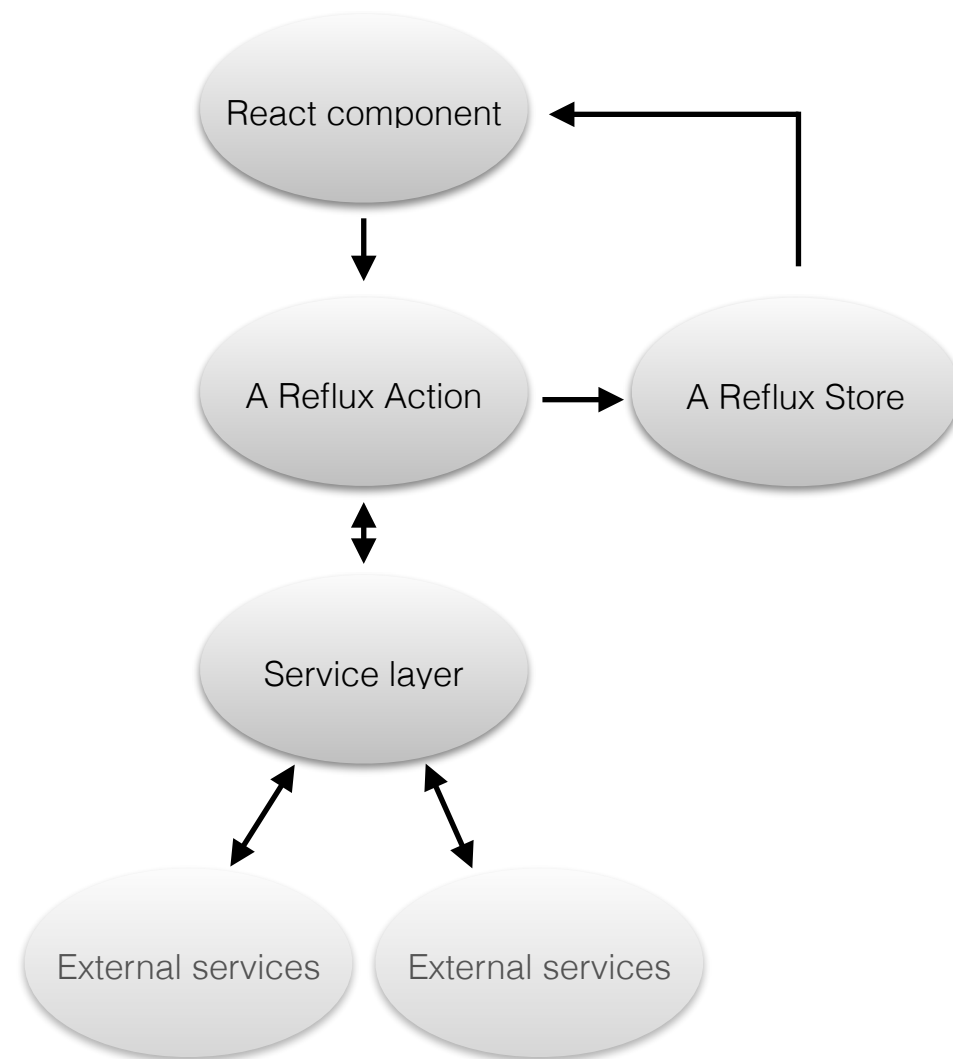 React component
A Reflux Action
A Reflux Store
Service layer
External services
External services